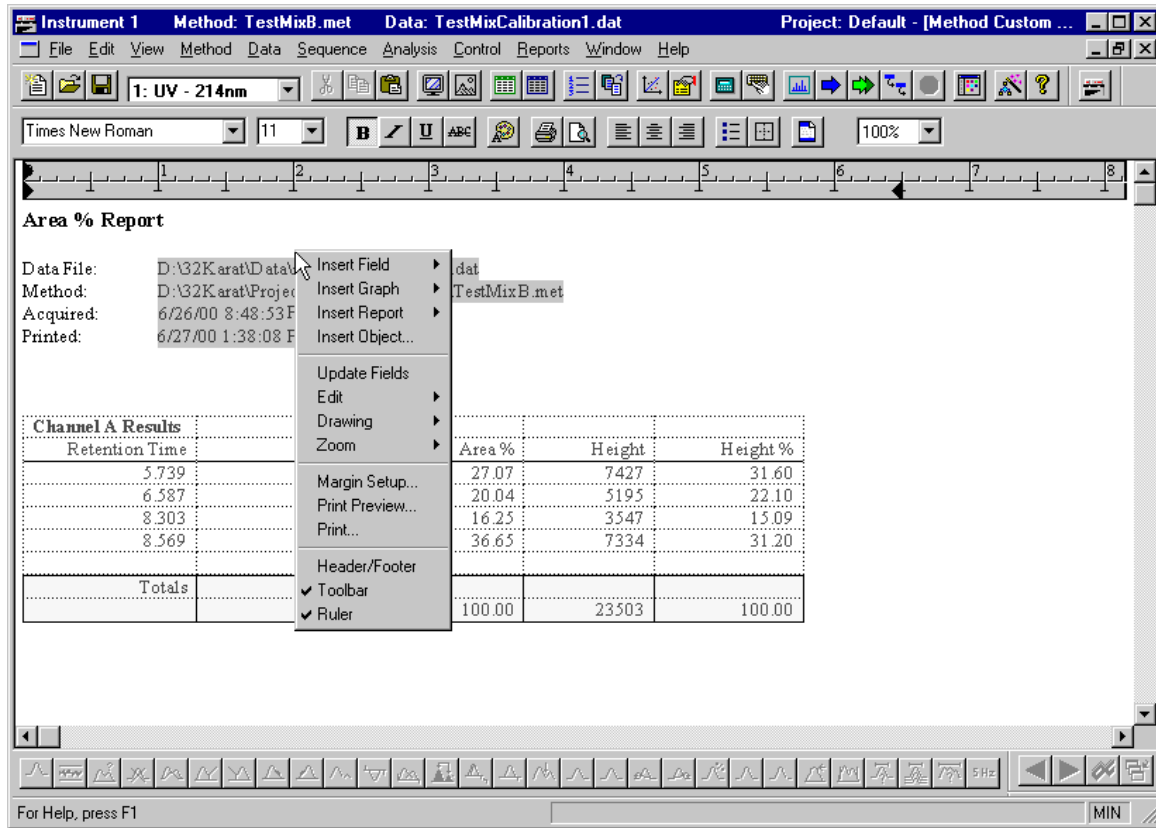 Instrument 1 Method: TestMixB.met Data: TestMixCalibration1.dat Project: Default - [Method Custom ...
File Edit View Method Data Sequence Analysis Control Reports Window Help
1: UV - 214nm
Times New Roman 11 B I U ABC 100%
1 2 3 4 5 6 7 8
Area % Report
Data File: D:\32Karat\Data\ .dat
Method: D:\32Karat\Projec TestMixB.met
Acquired: 6/26/00 8:48:53
Printed: 6/27/00 1:38:08
Insert Field
Insert Graph
Insert Report
Insert Object...
Update Fields
Edit
Drawing
Zoom
Margin Setup...
Print Preview...
Print...
Header/Footer
Toolbar
Ruler
Channel A Results
Retention Time Area % Height Height %
5.739 27.07 7427 31.60
6.587 20.04 5195 22.10
8.303 16.25 3547 15.09
8.569 36.65 7334 31.20
Totals
100.00 23503 100.00
5Hz
For Help, press F1 MIN